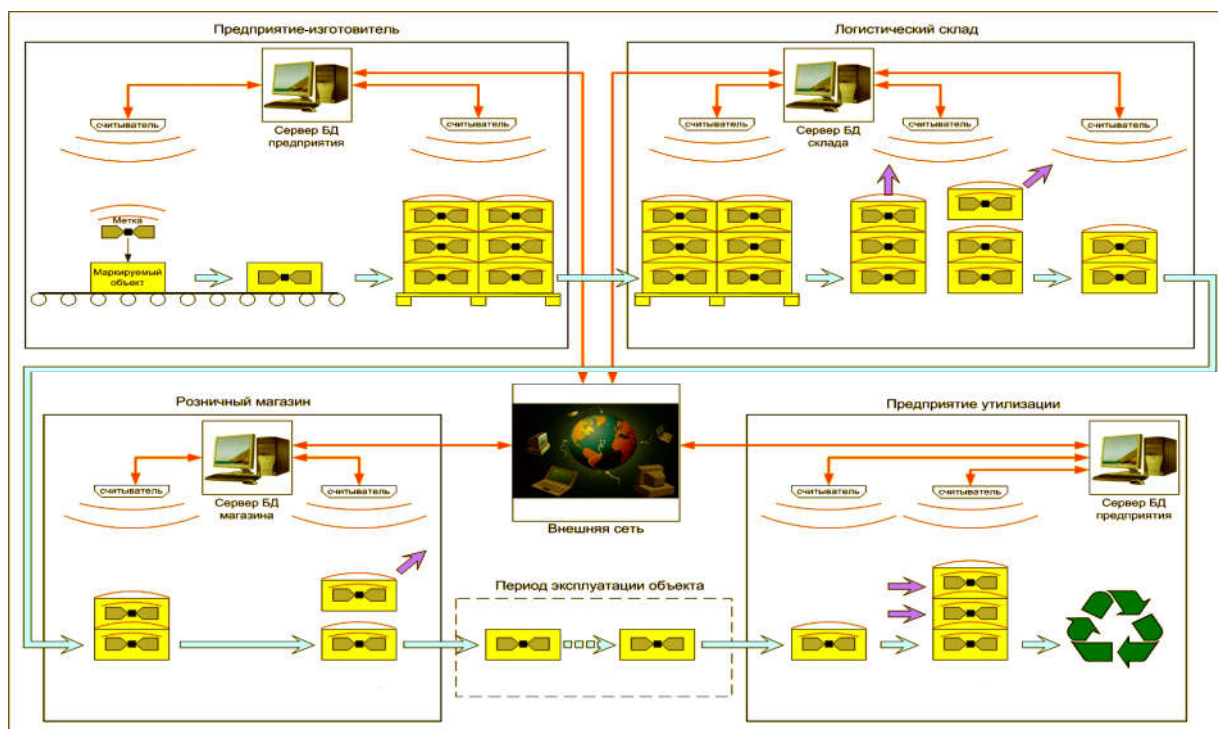 Предприятие-изготовитель
Логистический склад
считыватель
Сервер БД
предприятия
считыватель
считыватель
Сервер БД
склада
считыватель
считыватель
Метка
Маркируемый
объект
Розничный магазин
Предприятие утилизации
считыватель
Сервер БД
магазина
считыватель
Внешняя сеть
считыватель
считыватель
Сервер БД
предприятия
Период эксплуатации объекта